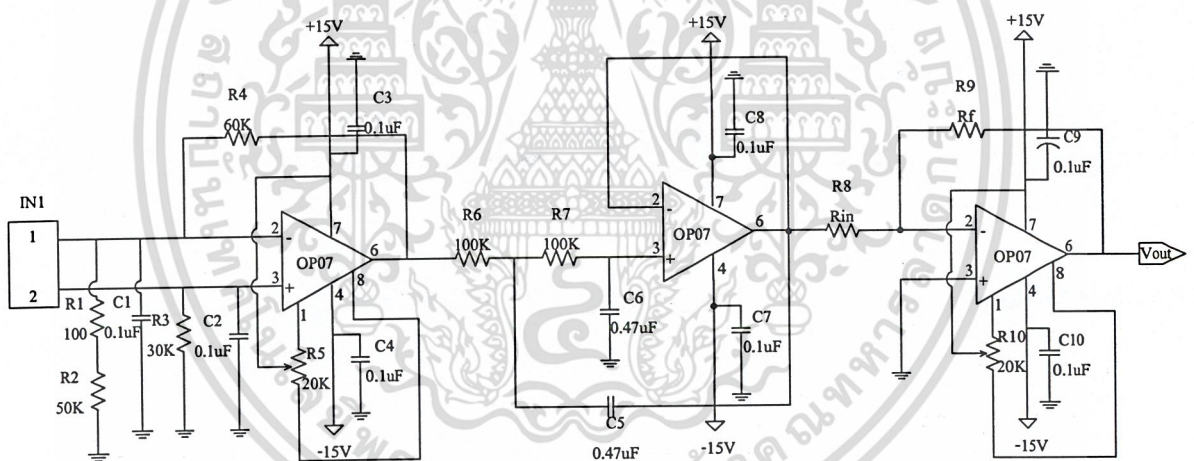 +15V
+15V
+15V
R4
60K
C3
0.1uF
C8
0.1uF
R9
Rf
C9
0.1uF
IN1
1
2
2
-
3
+
OP07
7
6
8
4
1
R6
100K
R7
100K
2
-
3
+
OP07
7
6
4
R8
Rin
2
-
3
+
OP07
7
6
8
4
1
Vout
R1
100
C1
0.1uF
R3
30K
C2
0.1uF
R2
50K
R5
20K
C4
0.1uF
C6
0.47uF
C7
0.1uF
R10
20K
C10
0.1uF
C5
0.47uF
-15V
-15V
-15V